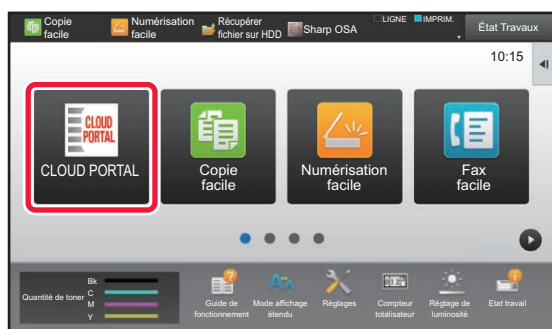 Copie
facile
Numérisation
facile
Récupérer
fichier sur HDD
Sharp OSA
LIGNE
IMPRIM.
État Travaux
10:15
CLOUD
PORTAL
CLOUD PORTAL
Copie
facile
Numérisation
facile
Fax
facile
Quantité de toner
Bk
C
M
Y
Guide de
fonctionnement
Mode affichage
étendu
Réglages
Compteur
totalisateur
Réglage de
luminosité
Etat travail